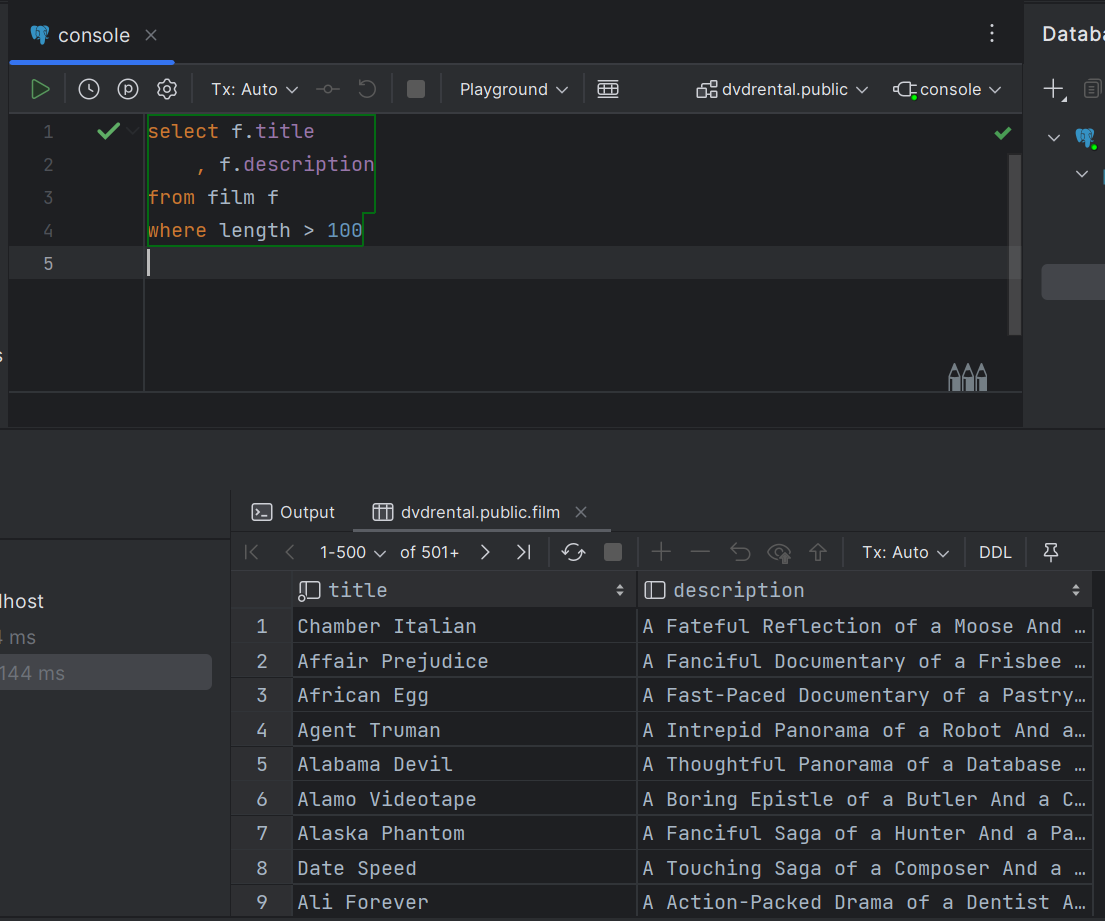 console
Datab
Tx: Auto
Playground
dvdrental.public
console
1 select f.title
2 , f.description
3 from film f
4 where length > 100
5
s
Output
dvdrental.public.film
1-500
of 501+
Tx: Auto
DDL
lhost
ms
144 ms
title
description
1 Chamber Italian A Fateful Reflection of a Moose And …
2 Affair Prejudice A Fanciful Documentary of a Frisbee …
3 African Egg A Fast-Paced Documentary of a Pastry…
4 Agent Truman A Intrepid Panorama of a Robot And a…
5 Alabama Devil A Thoughtful Panorama of a Database …
6 Alamo Videotape A Boring Epistle of a Butler And a C…
7 Alaska Phantom A Fanciful Saga of a Hunter And a Pa…
8 Date Speed A Touching Saga of a Composer And a …
9 Ali Forever A Action-Packed Drama of a Dentist A…